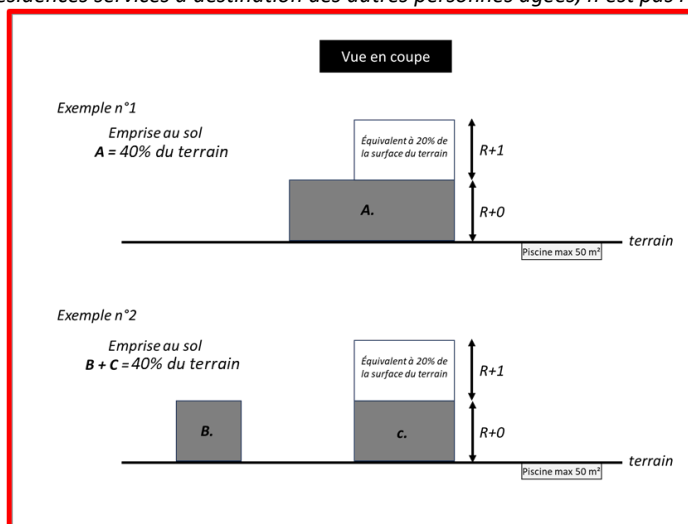 ésidences services à destination des autres personnes âgées, n'est pas
Vue en coupe
Exemple n°1
Emprise au sol
A = 40% du terrain
Équivalent à 20% de
la surface du terrain
R+1
A.
R+0
terrain
Piscine max 50 m²
Exemple n°2
Emprise au sol
B + C = 40% du terrain
Équivalent à 20% de
la surface du terrain
R+1
B.
c.
R+0
terrain
Piscine max 50 m²